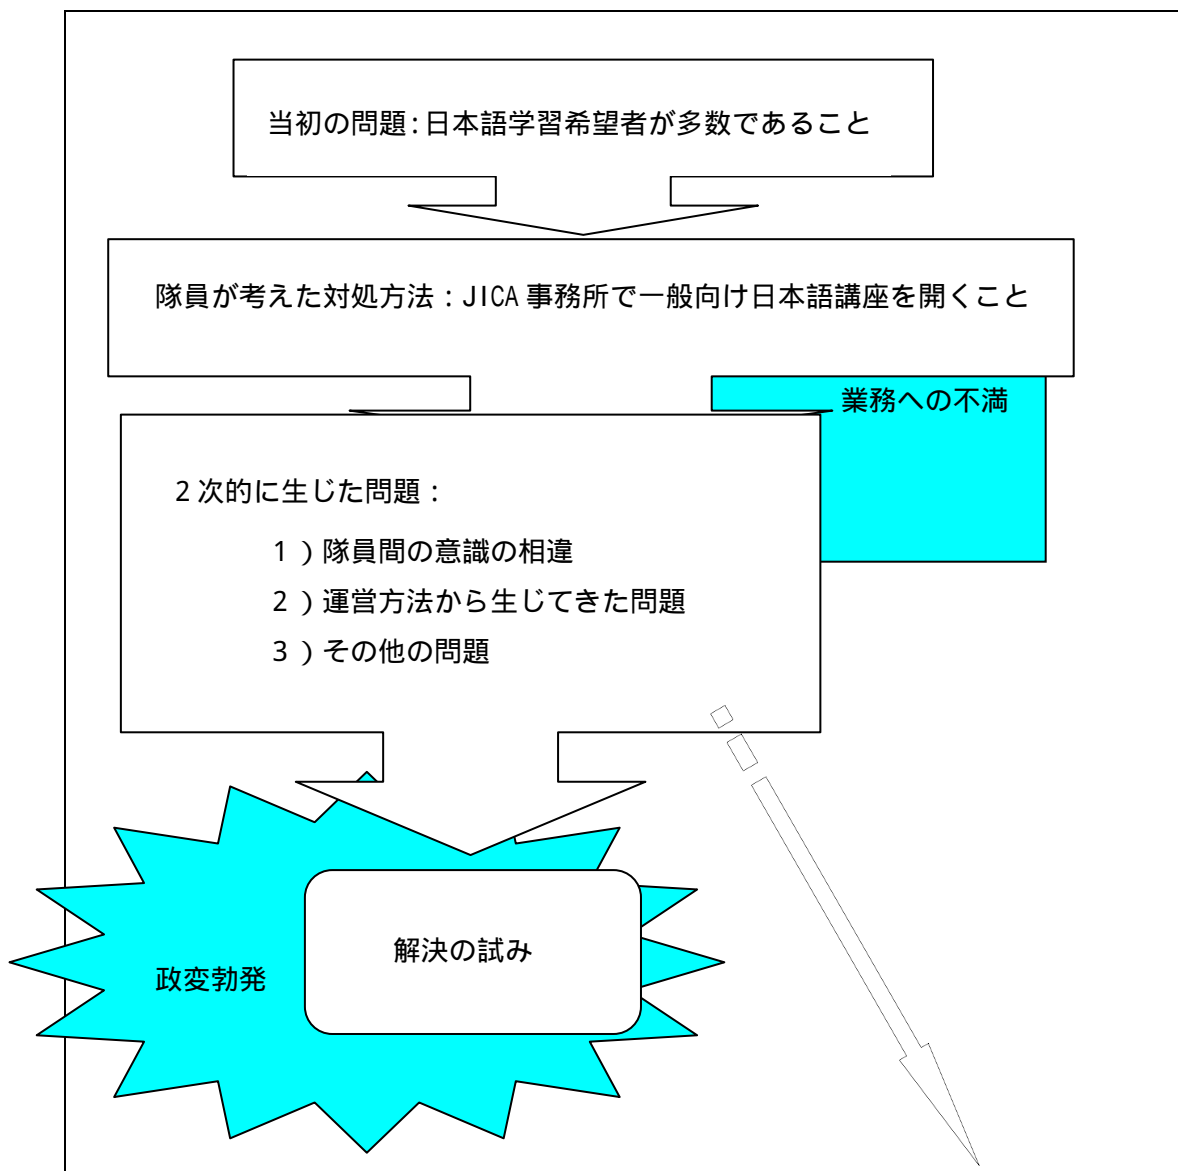 当初の問題：日本語学習希望者が多数であること
隊員が考えた対処方法：JICA 事務所で一般向け日本語講座を開くこと
業務への不満
2 次的に生じた問題：
1 ）隊員間の意識の相違
2 ）運営方法から生じてきた問題
3 ）その他の問題
解決の試み
政変勃発